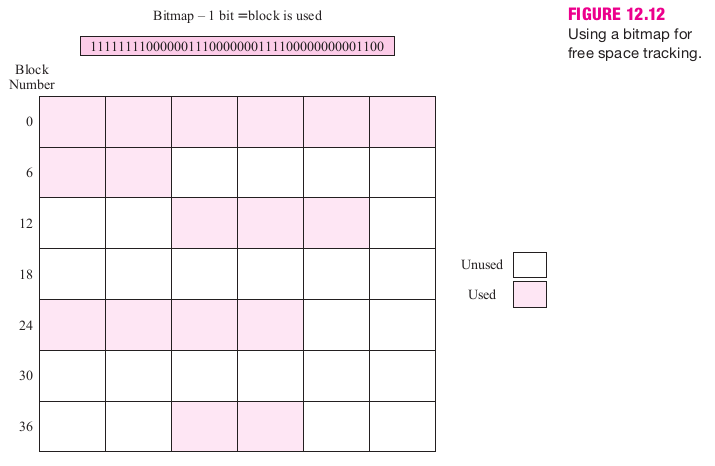 Bitmap – 1 bit =block is used
111111110000001110000000111100000000001100
Block
Number
0
6
12
18
24
30
36
Unused
Used
FIGURE 12.12
Using a bitmap for
free space tracking.